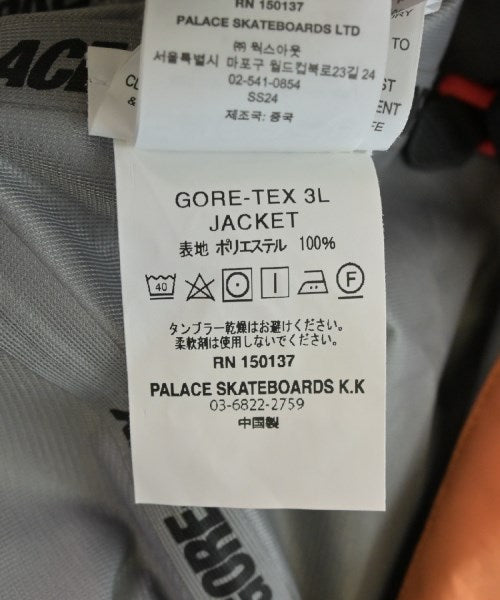 RN 150137
PALACE SKATEBOARDS LTD
㈜ 웍스아웃
서울특별시 마포구 월드컵북로23길 24
02-541-0854
SS24
제조국: 중국
TO
GORE-TEX 3L
JACKET
表地 ポリエステル 100%
40
F
タンブラー乾燥はお避けください。
柔軟剤は使用しないでください。
RN 150137
PALACE SKATEBOARDS K.K
03-6822-2759
中国製
GORE